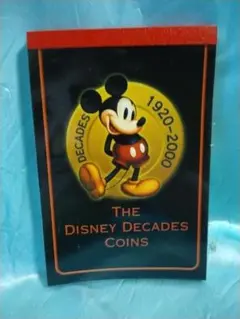 DECADES
1920-2000
THE
DISNEY DECADES
COINS